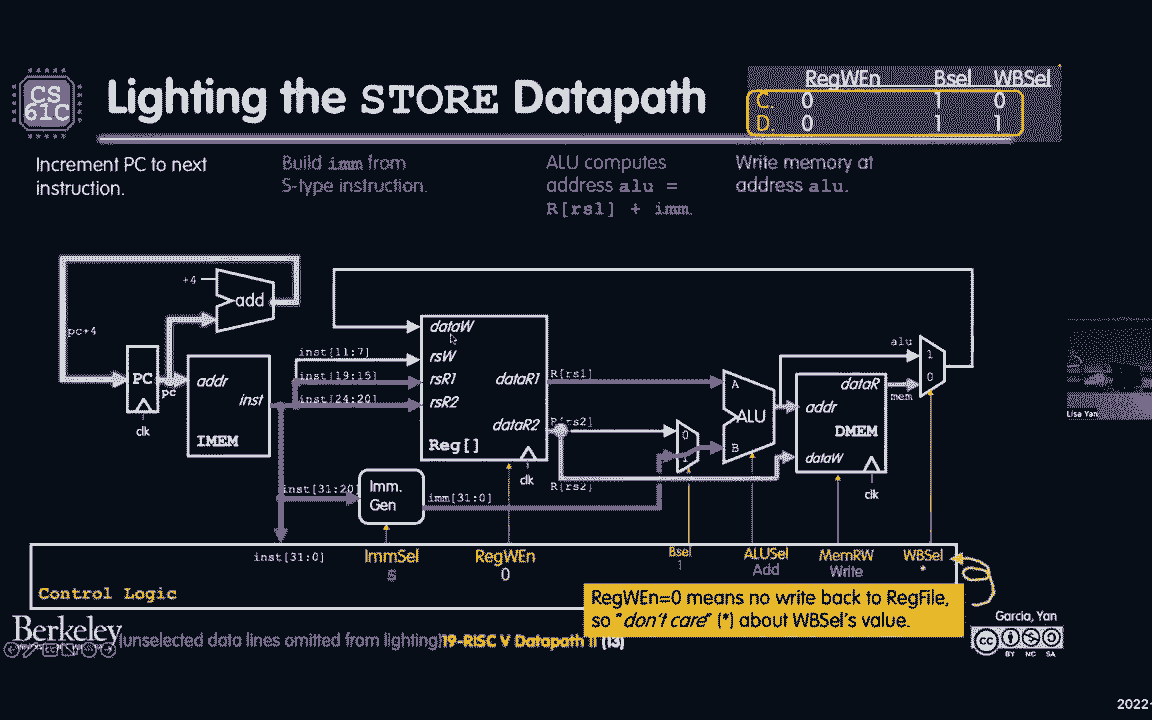 CS
61C
Lighting the STORE Datapath
RegWEn Bsel WBSel
C. 0 1 0
D. 0 1 1
Increment PC to next
instruction.
Build imm from
S-type instruction.
ALU computes
address alu =
R[rs1] + imm.
Write memory at
address alu.
+4
add
pc+4
PC
pc
clk
addr
inst
IMEM
inst[11:7]
inst[19:15]
inst[24:20]
inst[31:20]
dataW
rsW
rsR1
rsR2
dataR1
dataR2
Reg[]
clk
R[rs1]
R[rs2]
R[rs2]
Imm.
Gen
imm[31:0]
0
1
A
B
ALU
alu
mem
addr
dataR
DMEM
dataW
clk
1
0
inst[31:0]
ImmSel
S
RegWEn
0
Bsel
1
ALUSel
Add
MemRW
Write
WBSel
*
Control Logic
RegWEn=0 means no write back to RegFile,
so "don't care" (*) about WBSel's value.
Berkeley
(unselected data lines omitted from lighting)
19-RISC V Datapath II (13)
Garcia, Yan
cc
BY NC SA
Lisa Yan
2022-